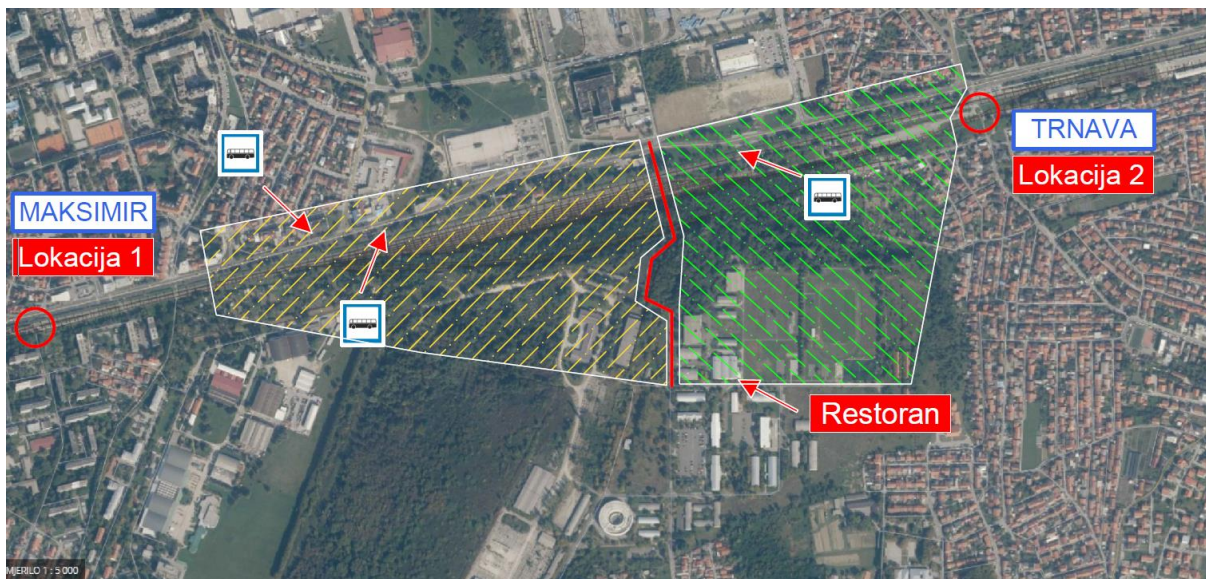 MAKSIMIR
Lokacija 1
TRNAVA
Lokacija 2
Restoran
MJERILO 1 : 5 000